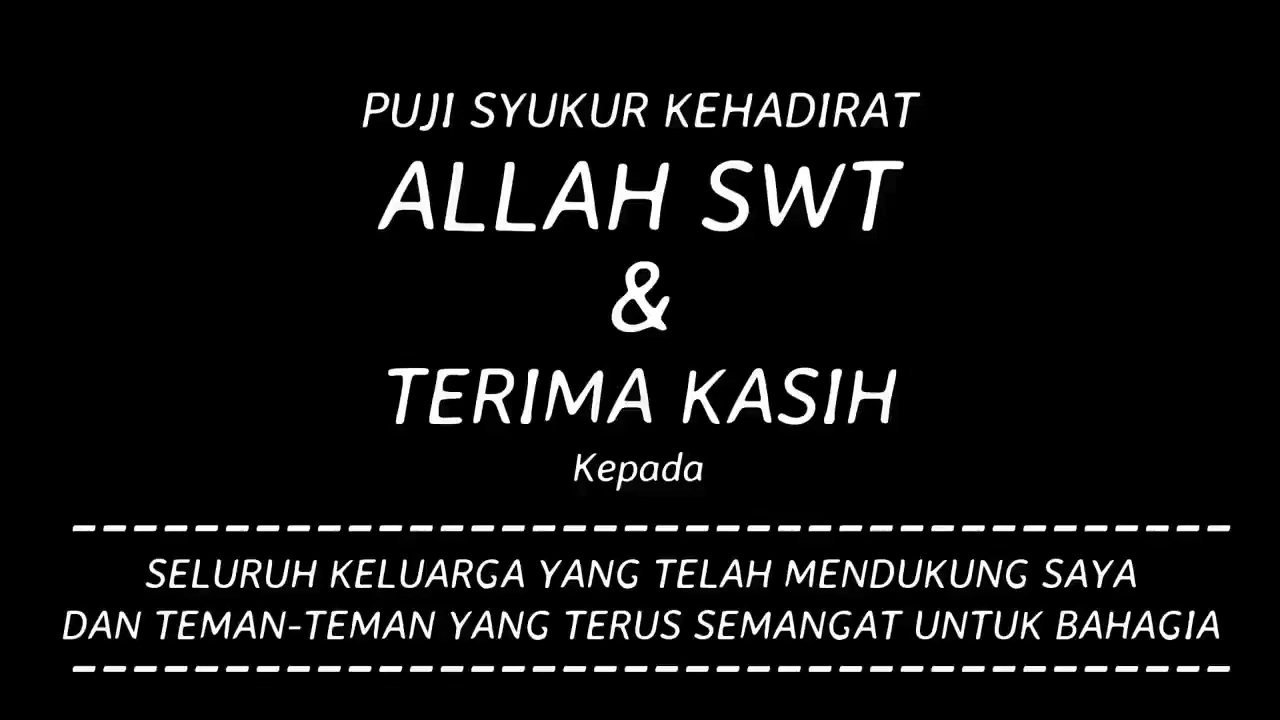 PUJI SYUKUR KEHADIRAT
ALLAH SWT
&
TERIMA KASIH
Kepada
SELURUH KELUARGA YANG TELAH MENDUKUNG SAYA
DAN TEMAN-TEMAN YANG TERUS SEMANGAT UNTUK BAHAGIA